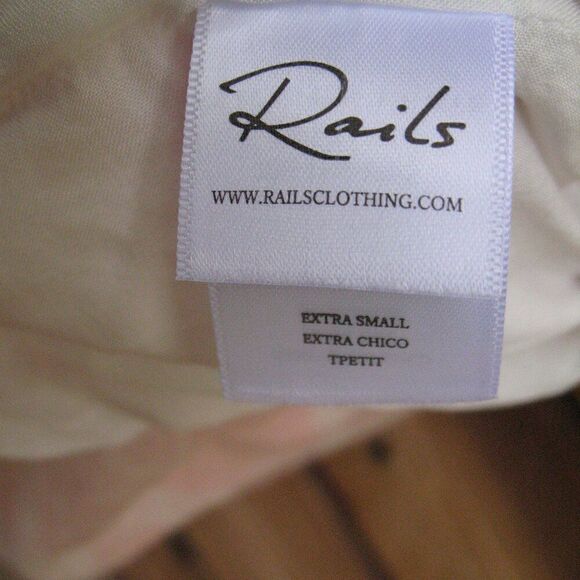 Rails
WWW.RAILSCLOTHING.COM
EXTRA SMALL
EXTRA CHICO
TPETIT